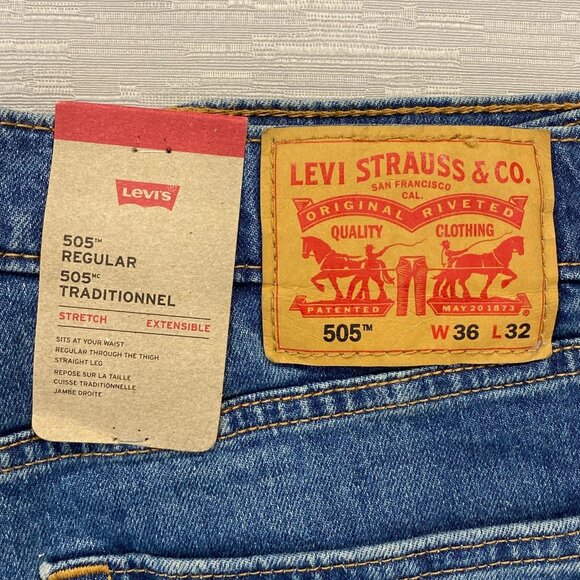 Levi's
505™
REGULAR
505MC
TRADITIONNEL
STRETCH EXTENSIBLE
SITS AT YOUR WAIST
REGULAR THROUGH THE THIGH
STRAIGHT LEG
REPOSE SUR LA TAILLE
CUISSE TRADITIONNELLE
JAMBE DROITE
LEVI STRAUSS & CO.
SAN FRANCISCO
CAL.
ORIGINAL RIVETED
QUALITY CLOTHING
PATENTED MAY 20 1873
505™ W 36 L 32